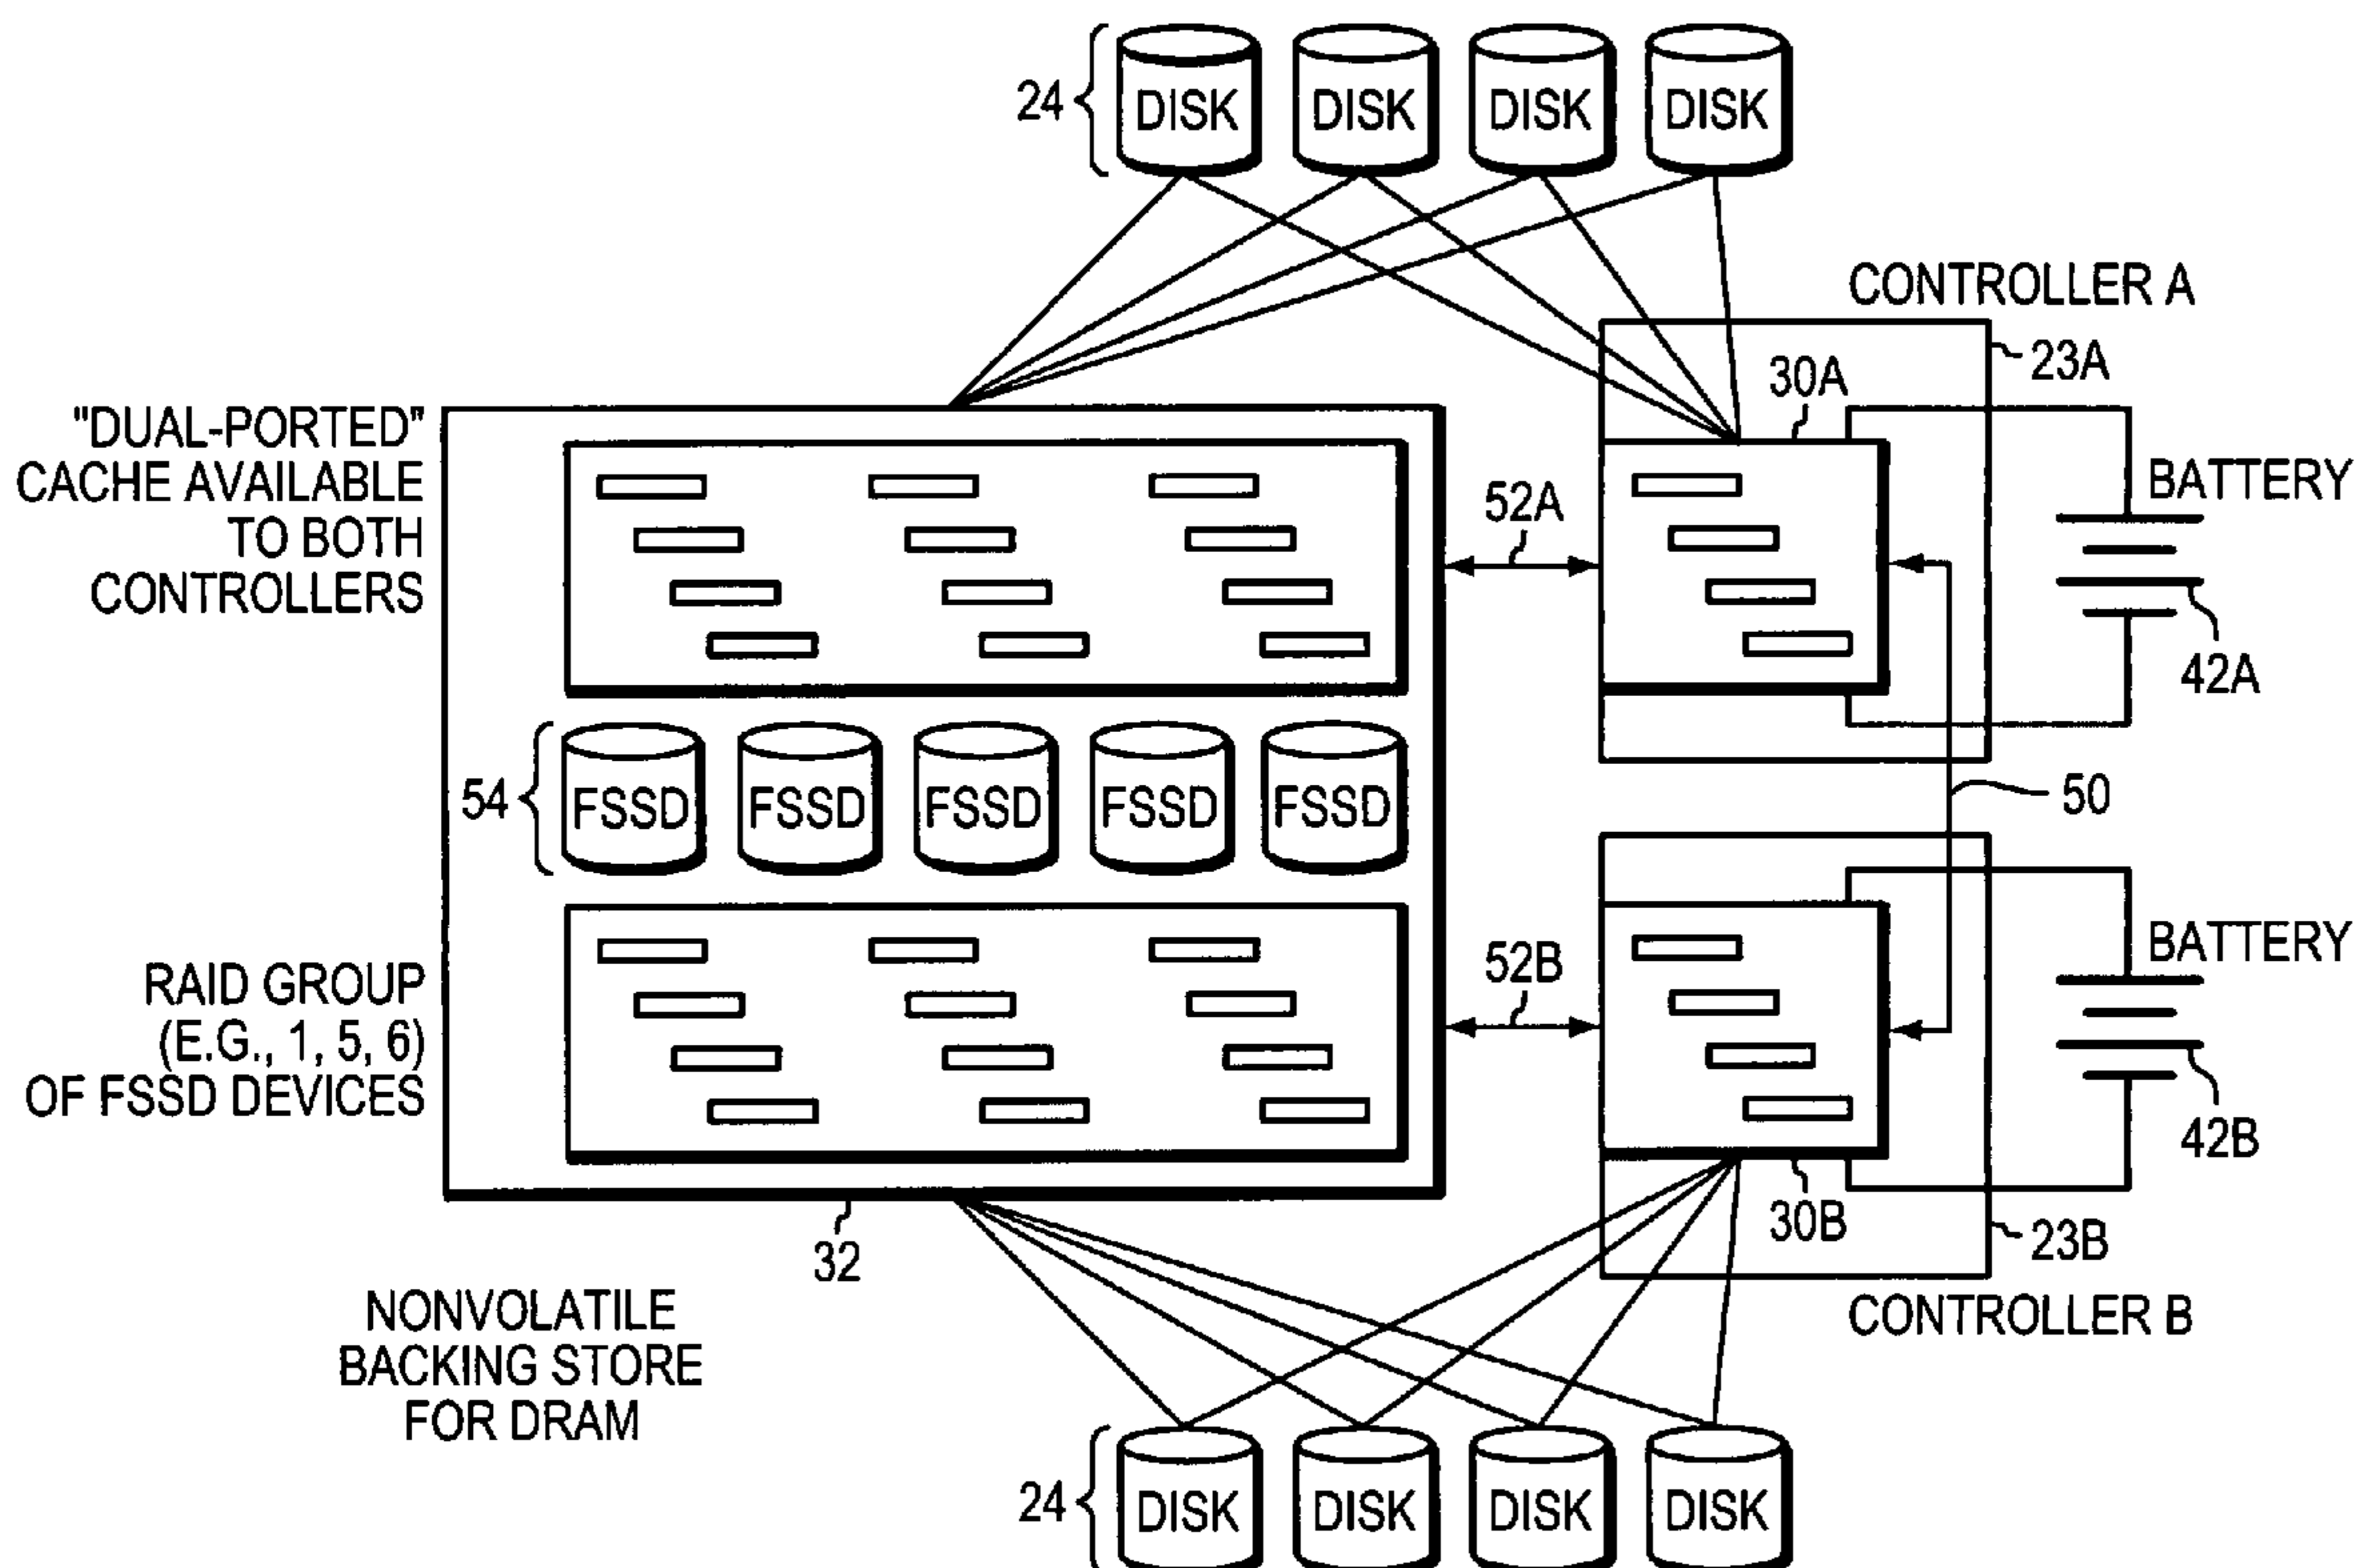 24
DISK
DISK
DISK
DISK
CONTROLLER A
23A
30A
"DUAL-PORTED"
CACHE AVAILABLE
TO BOTH
CONTROLLERS
52A
BATTERY
42A
54
FSSD
FSSD
FSSD
FSSD
FSSD
50
RAID GROUP
(E.G., 1, 5, 6)
OF FSSD DEVICES
52B
BATTERY
42B
32
30B
23B
CONTROLLER B
NONVOLATILE
BACKING STORE
FOR DRAM
24
DISK
DISK
DISK
DISK